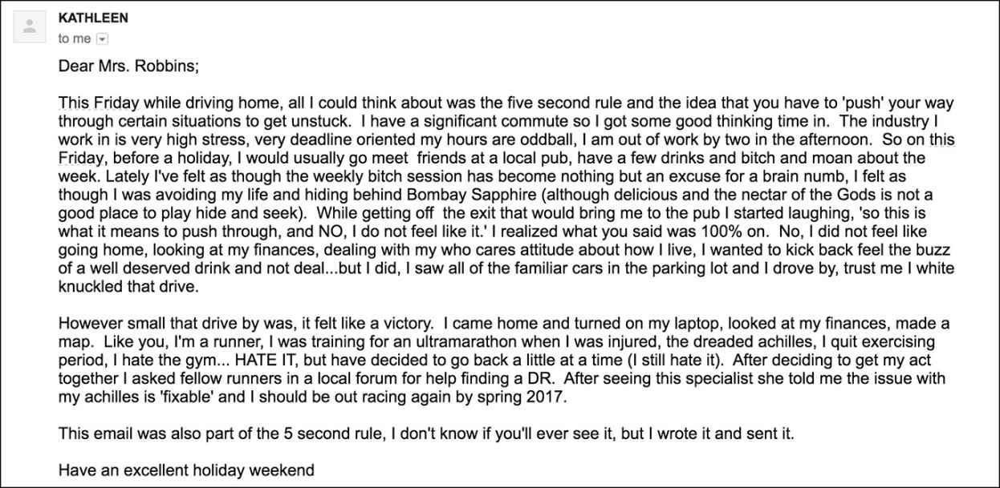 KATHLEEN
to me
Dear Mrs. Robbins;
This Friday while driving home, all I could think about was the five second rule and the idea that you have to 'push' your way
through certain situations to get unstuck.  I have a significant commute so I got some good thinking time in.  The industry I
work in is very high stress, very deadline oriented my hours are oddball, I am out of work by two in the afternoon.  So on this
Friday, before a holiday, I would usually go meet  friends at a local pub, have a few drinks and bitch and moan about the
week. Lately I've felt as though the weekly bitch session has become nothing but an excuse for a brain numb, I felt as
though I was avoiding my life and hiding behind Bombay Sapphire (although delicious and the nectar of the Gods is not a
good place to play hide and seek).  While getting off  the exit that would bring me to the pub I started laughing, 'so this is
what it means to push through, and NO, I do not feel like it.' I realized what you said was 100% on.  No, I did not feel like
going home, looking at my finances, dealing with my who cares attitude about how I live, I wanted to kick back feel the buzz
of a well deserved drink and not deal...but I did, I saw all of the familiar cars in the parking lot and I drove by, trust me I white
knuckled that drive.
However small that drive by was, it felt like a victory.  I came home and turned on my laptop, looked at my finances, made a
map.  Like you, I'm a runner, I was training for an ultramarathon when I was injured, the dreaded achilles, I quit exercising
period, I hate the gym... HATE IT, but have decided to go back a little at a time (I still hate it).  After deciding to get my act
together I asked fellow runners in a local forum for help finding a DR.  After seeing this specialist she told me the issue with
my achilles is 'fixable' and I should be out racing again by spring 2017.
This email was also part of the 5 second rule, I don't know if you'll ever see it, but I wrote it and sent it.
Have an excellent holiday weekend